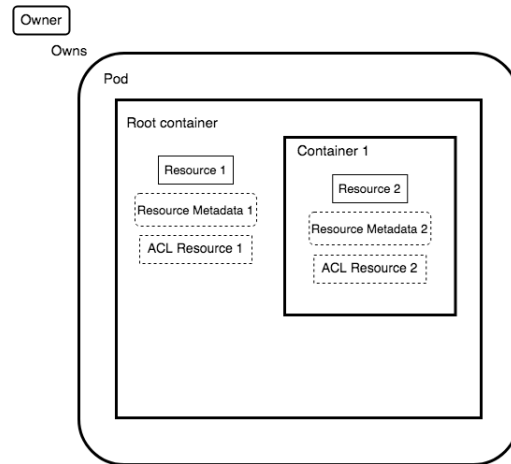 Owner
Owns
Pod
Root container
Resource 1
Resource Metadata 1
ACL Resource 1
Container 1
Resource 2
Resource Metadata 2
ACL Resource 2